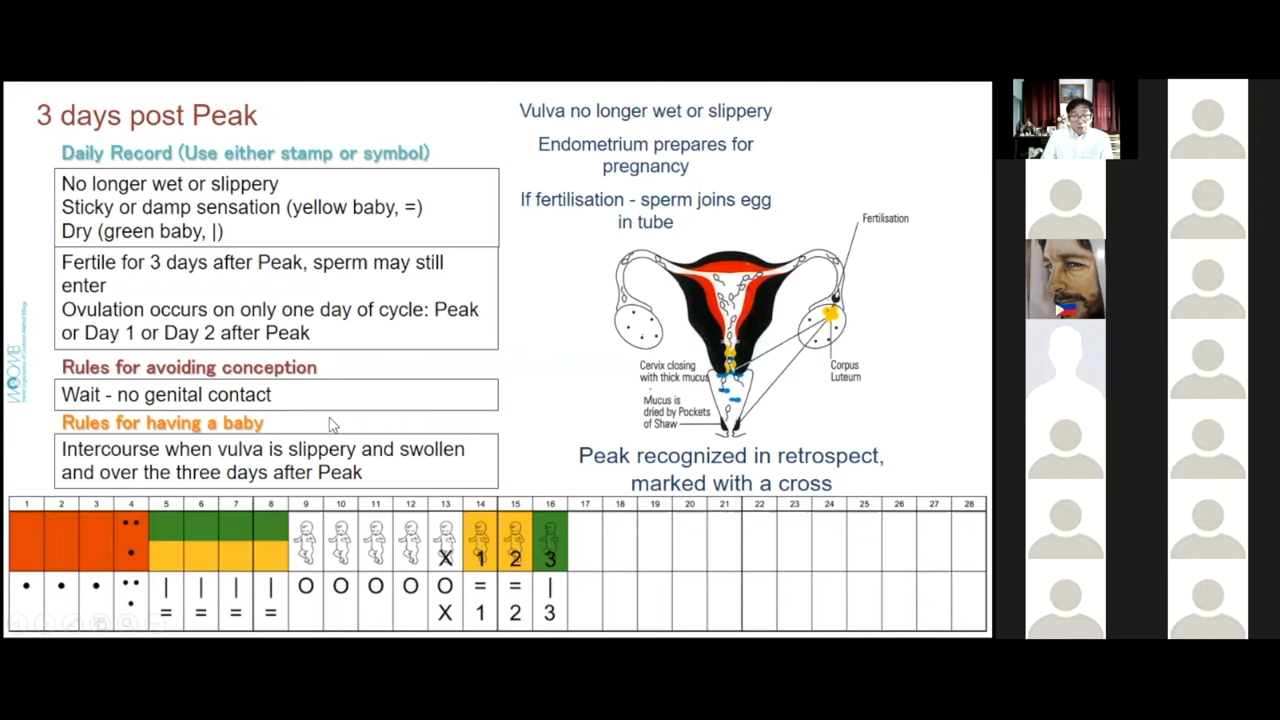 3 days post Peak
Daily Record (Use either stamp or symbol)
No longer wet or slippery
Sticky or damp sensation (yellow baby, =)
Dry (green baby, |)
Fertile for 3 days after Peak, sperm may still
enter
Ovulation occurs on only one day of cycle: Peak
or Day 1 or Day 2 after Peak
Rules for avoiding conception
Wait - no genital contact
Rules for having a baby
Intercourse when vulva is slippery and swollen
and over the three days after Peak
Vulva no longer wet or slippery
Endometrium prepares for
pregnancy
If fertilisation - sperm joins egg
in tube
Fertilisation
Cervix closing
with thick mucus
Mucus is
dried by Pockets
of Shaw
Corpus
Luteum
Peak recognized in retrospect,
marked with a cross
WOOMB
1 2 3 4 5 6 7 8 9 10 11 12 13 14 15 16 17 18 19 20 21 22 23 24 25 26 27 28
X 1 2 3
| | | | O O O O O = = |
= = = = X 1 2 3